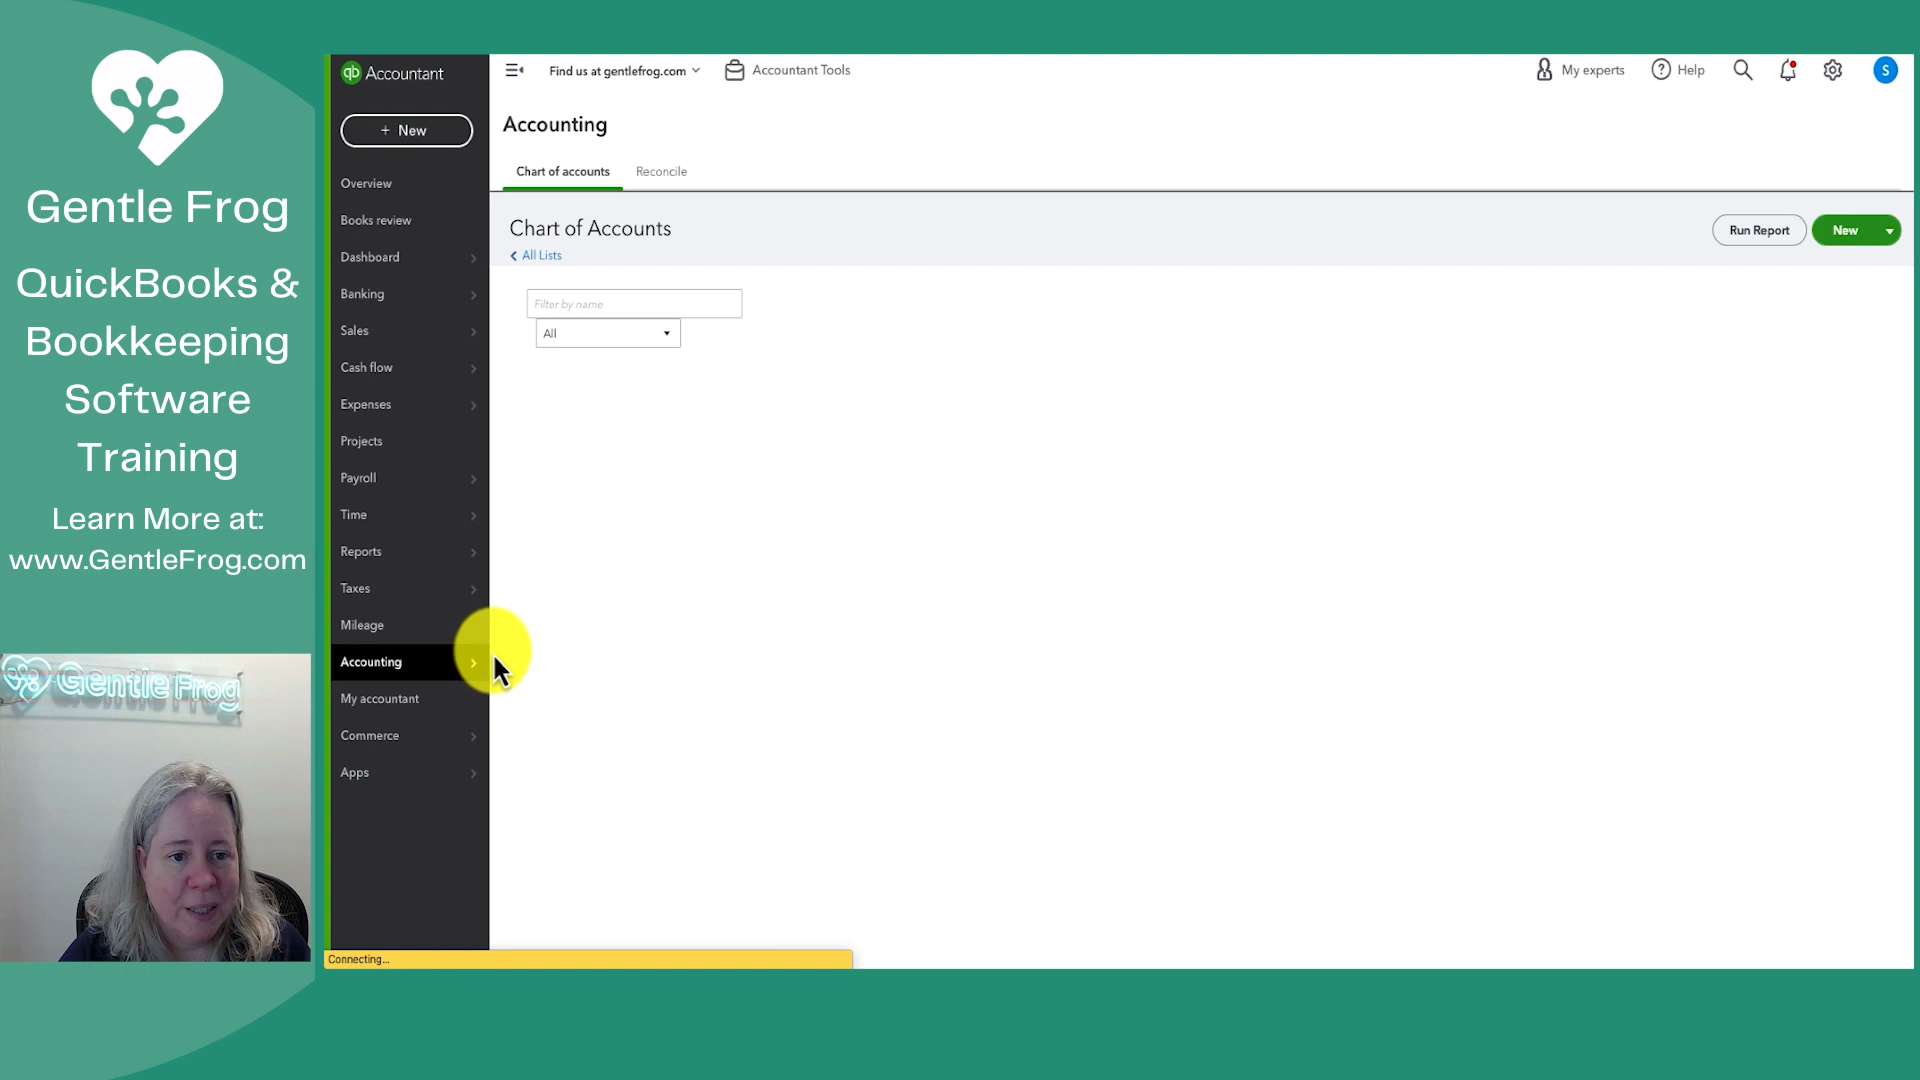 Gentle Frog
QuickBooks &
Bookkeeping
Software
Training
Learn More at:
www.GentleFrog.com
Gentle Frog
qb Accountant
+ New
Overview
Books review
Dashboard
Banking
Sales
Cash flow
Expenses
Projects
Payroll
Time
Reports
Taxes
Mileage
Accounting
My accountant
Commerce
Apps
Find us at gentlefrog.com
Accountant Tools
My experts
? Help
S
Accounting
Chart of accounts Reconcile
Chart of Accounts
All Lists
Run Report
New
Filter by name
All
Connecting...